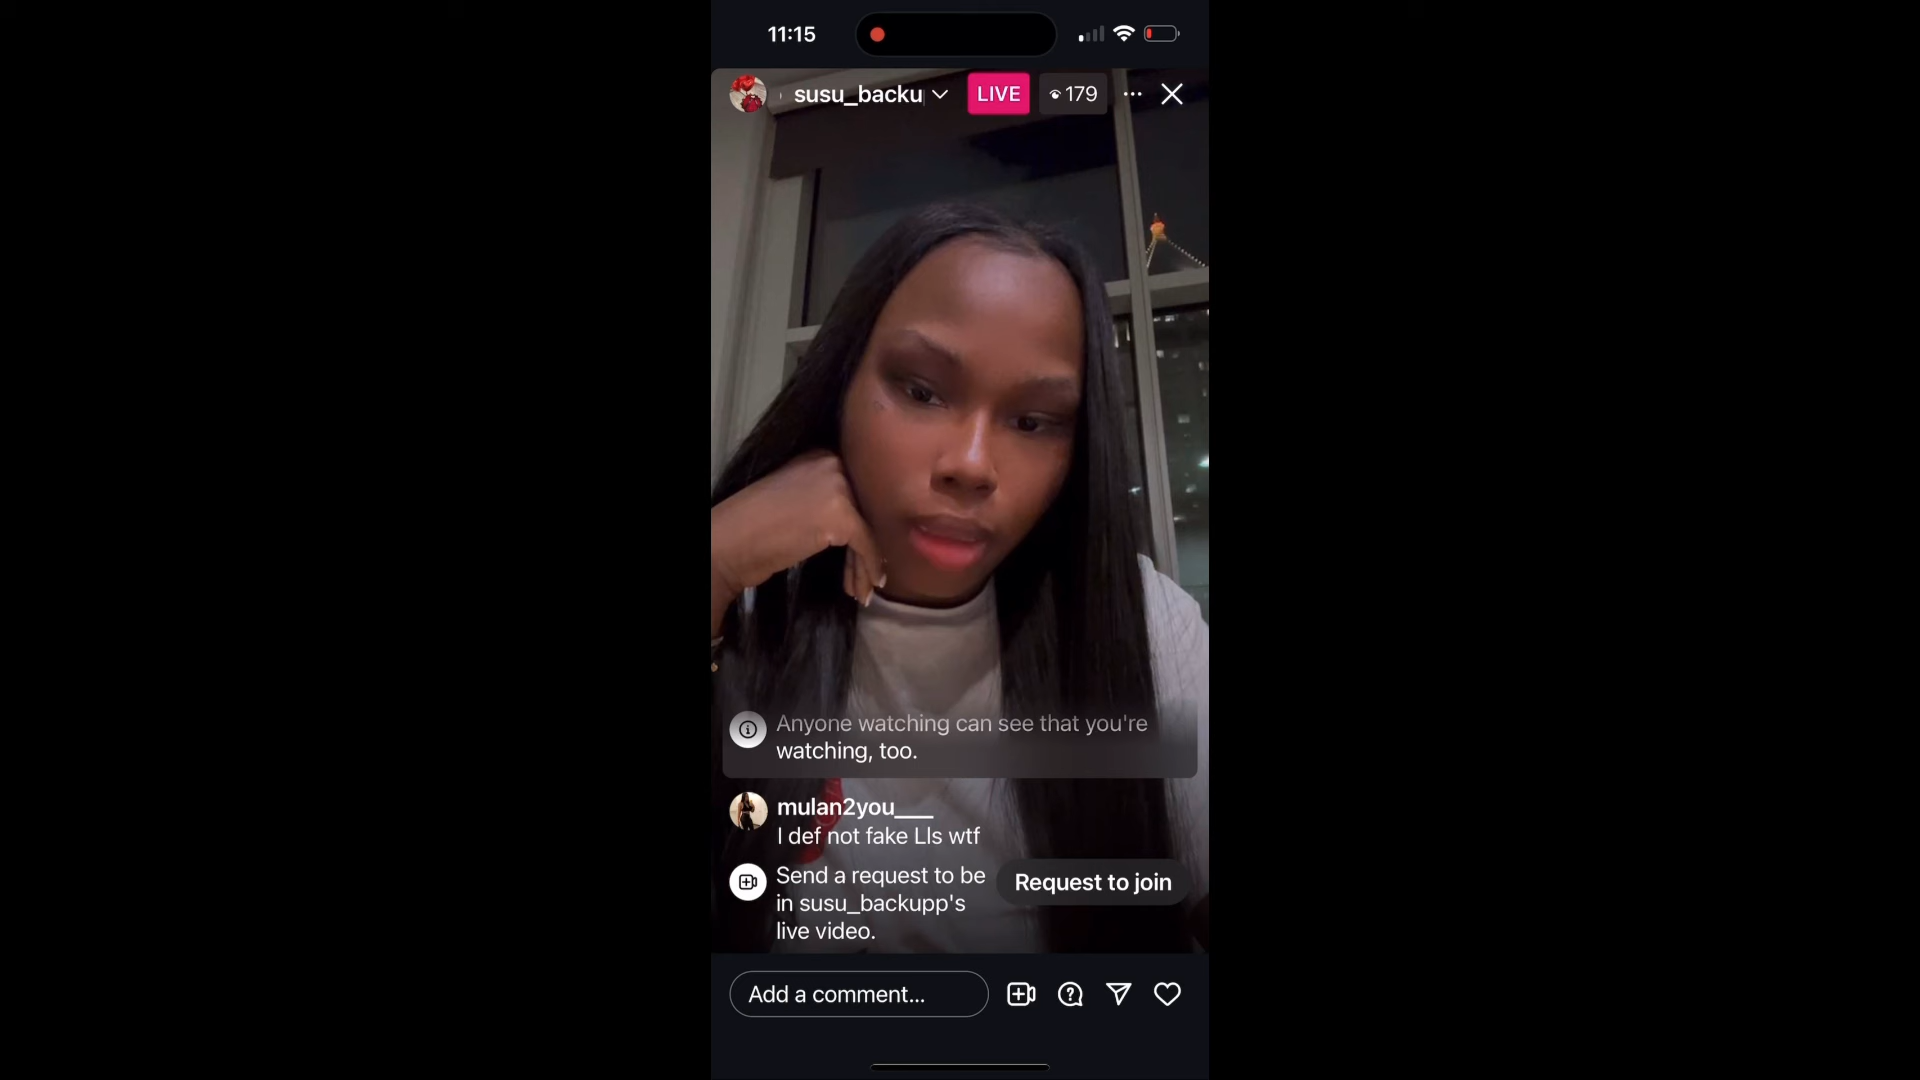 11:15
susu_backu
LIVE
179
Anyone watching can see that you're
watching, too.
mulan2you____
I def not fake Lls wtf
Send a request to be
in susu_backupp's
live video.
Request to join
Add a comment...